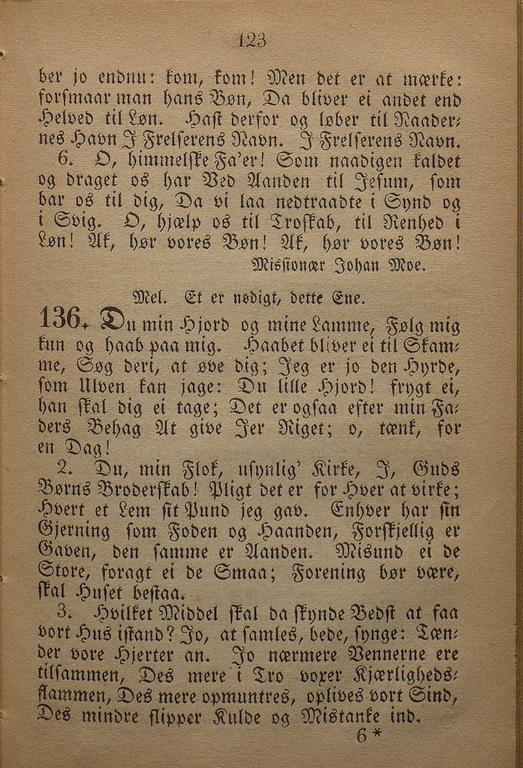 123
ber jo endnu: kom, kom! Men det er at mærke:
forsmaar man hans Bøn, Da bliver ei andet end
Helved til Løn. Hast derfor og løber til Naader-
nes Havn I Frelserens Navn. I Frelserens Navn.
6. O, himmelske Fa'er! Som naadigen kaldet
og draget os har Ved Aanden til Jesum, som
bar os til dig, Da vi laa nedtraadte i Synd og
i Svig. O, hjælp os til Troskab, til Renhed i
Løn! Ak, hør vores Bøn! Ak, hør vores Bøn!
Missionær Johan Moe.
Mel. Et er nødigt, dette Ene.
136. Du min Hjord og mine Lamme, Følg mig
kun og haab paa mig. Haabet bliver ei til Skam-
me, Søg deri, at øve dig; Jeg er jo den Hyrde,
som Ulven kan jage: Du lille Hjord! frygt ei,
han skal dig ei tage; Det er ogsaa efter min Fa-
ders Behag At give Jer Riget; o, tænk, for
en Dag!
2. Du, min Flok, usynlig' Kirke, I, Guds
Børns Broderskab! Pligt det er for Hver at virke;
Hvert et Lem sit Pund jeg gav. Enhver har sin
Gjerning som Foden og Haanden, Forskjellig er
Gaven, den samme er Aanden. Misund ei de
Store, foragt ei de Smaa; Forening bør være,
skal Huset bestaa.
3. Hvilket Middel skal da skynde Bedst at faa
vort Hus istand? Jo, at samles, bede, synge: Tæn-
der vore Hjerter an. Jo nærmere Vennerne ere
tilsammen, Des mere i Tro voxer Kjærligheds-
flammen, Des mere opmuntres, oplives vort Sind,
Des mindre slipper Kulde og Mistanke ind.
6*